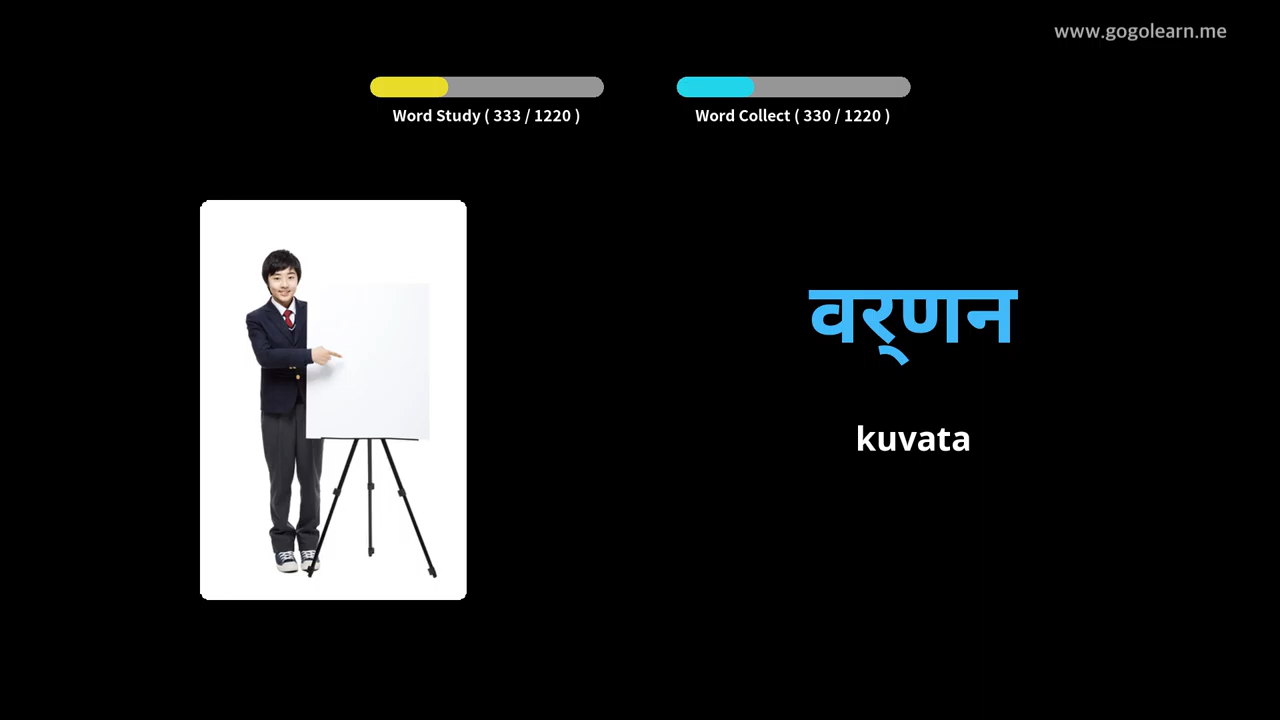 www.gogolearn.me
Word Study ( 333 / 1220 )
Word Collect ( 330 / 1220 )
वर्‌णन
kuvata